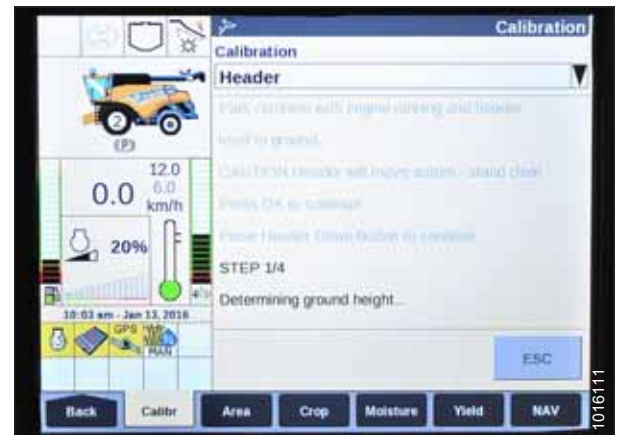 Calibration
Calibration
Header
Park combine with engine running and header
level to ground.
CAUTION Header will move autom.- stand clear
Press OK to continue
Press Header Down button to continue
STEP 1/4
Determining ground height...
ESC
2
(P)
12.0
6.0
0.0 km/h
20%
10:03 am - Jan 13, 2016
GPS
MAN
Back
Calibr
Area
Crop
Moisture
Yield
NAV
1016111